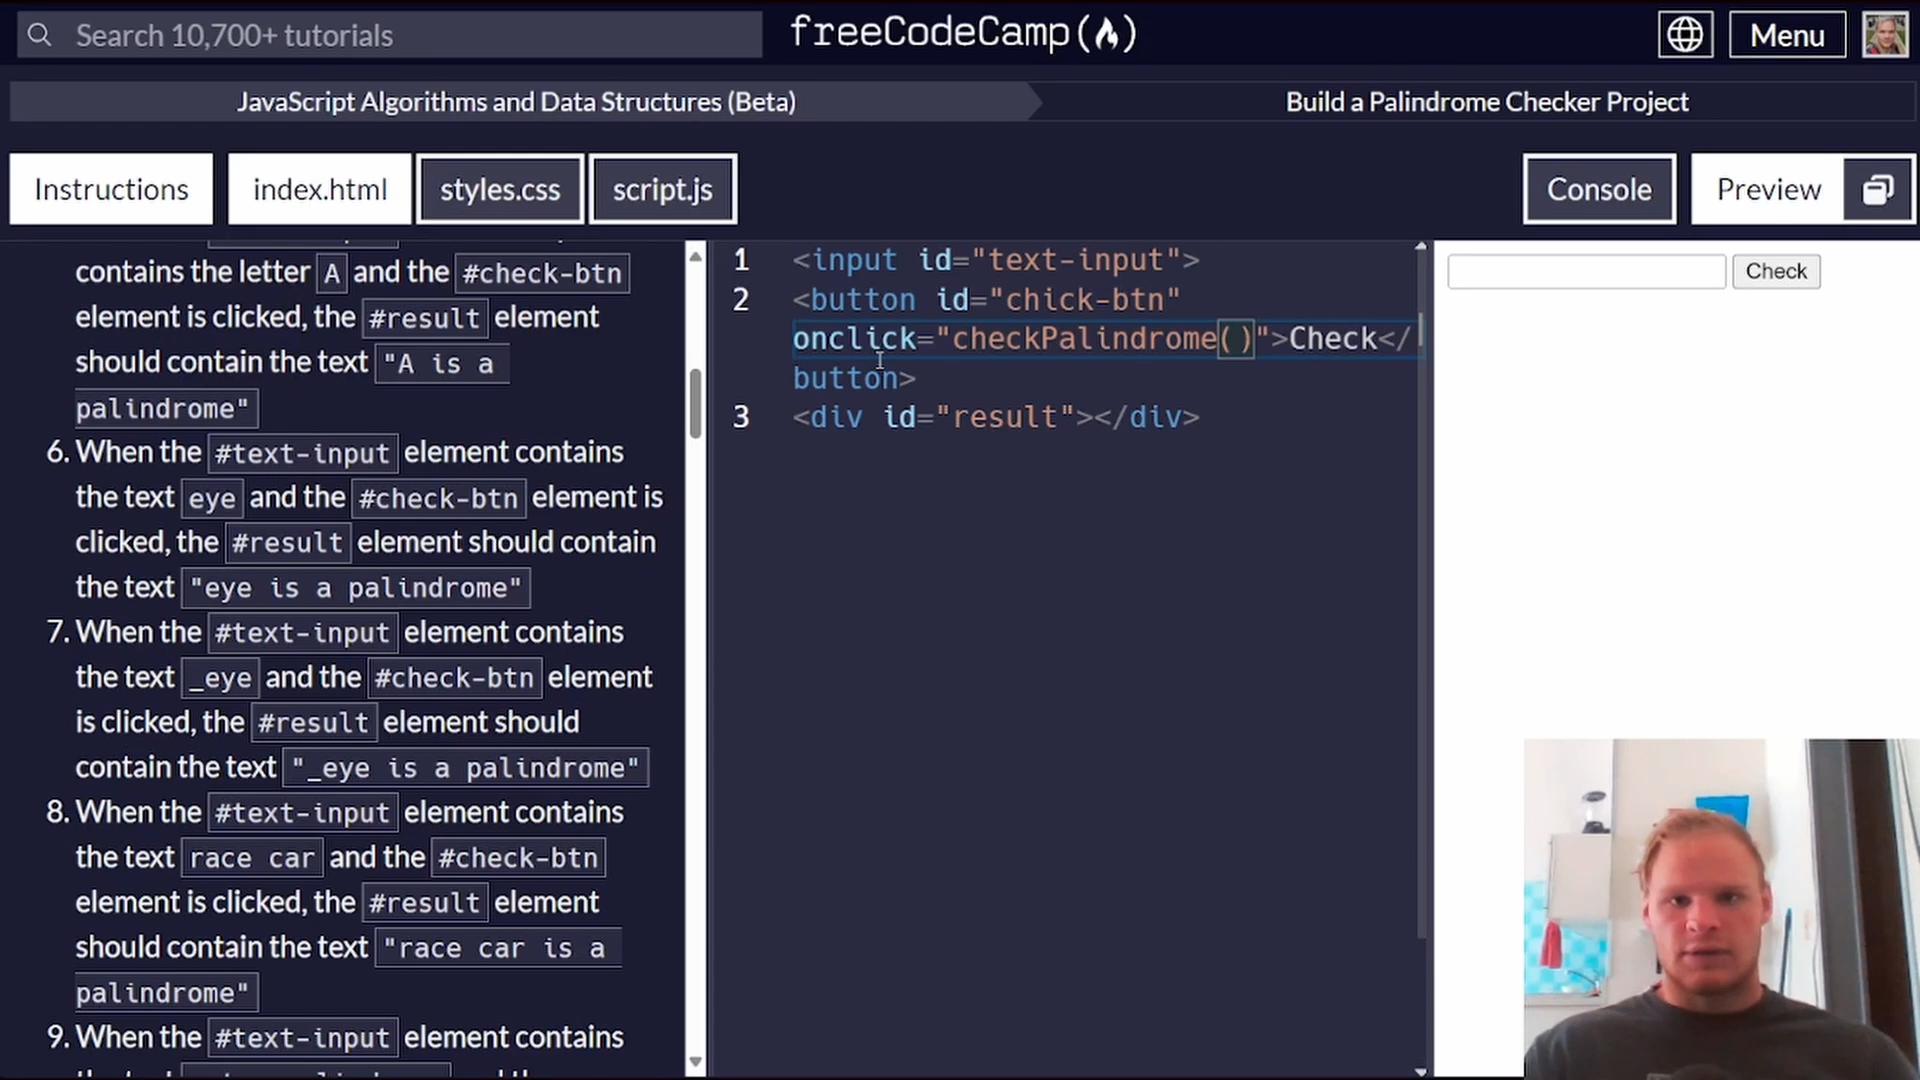 Search 10,700+ tutorials
freeCodeCamp
Menu
JavaScript Algorithms and Data Structures (Beta)
Build a Palindrome Checker Project
Instructions
index.html
styles.css
script.js
Console
Preview
contains the letter A and the #check-btn
element is clicked, the #result element
should contain the text "A is a
palindrome"
6. When the #text-input element contains
the text eye and the #check-btn element is
clicked, the #result element should contain
the text "eye is a palindrome"
7. When the #text-input element contains
the text _eye and the #check-btn element
is clicked, the #result element should
contain the text "_eye is a palindrome"
8. When the #text-input element contains
the text race car and the #check-btn
element is clicked, the #result element
should contain the text "race car is a
palindrome"
9. When the #text-input element contains
1 <input id="text-input">
2 <button id="chick-btn"
onclick="checkPalindrome()">Check</
button>
3 <div id="result"></div>
Check